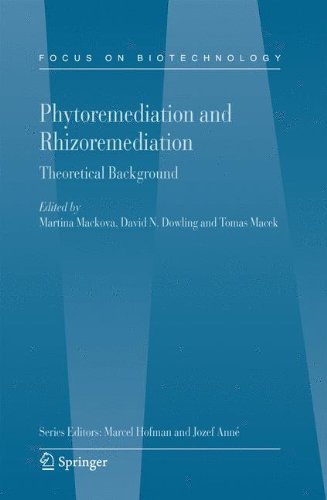 FOCUS ON BIOTECHNOLOGY
Phytoremediation and
Rhizoremediation
Theoretical Background
Edited by
Martina Mackova, David N. Dowling and Tomas Macek
Series Editors: Marcel Hofman and Jozef Anné
Springer